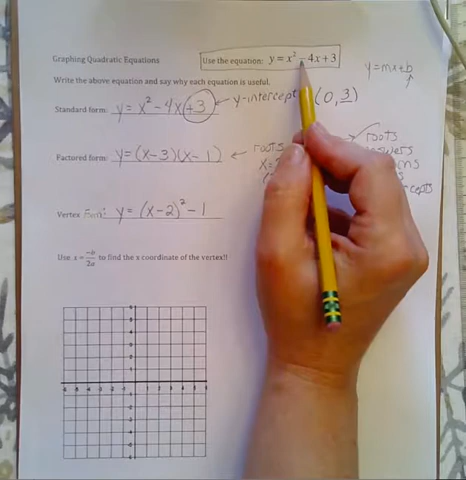 Graphing Quadratic Equations
Use the equation: y = x² − 4x + 3
y = mx + b
Write the above equation and say why each equation is useful.
Standard form: y = x² − 4x + 3 ← y-intercept (0, 3)
roots
Factored form: y = (x−3)(x−1) ← roots
x =
Vertex Form: y = (x−2)² − 1
Use x = −b/2a to find the x coordinate of the vertex!!